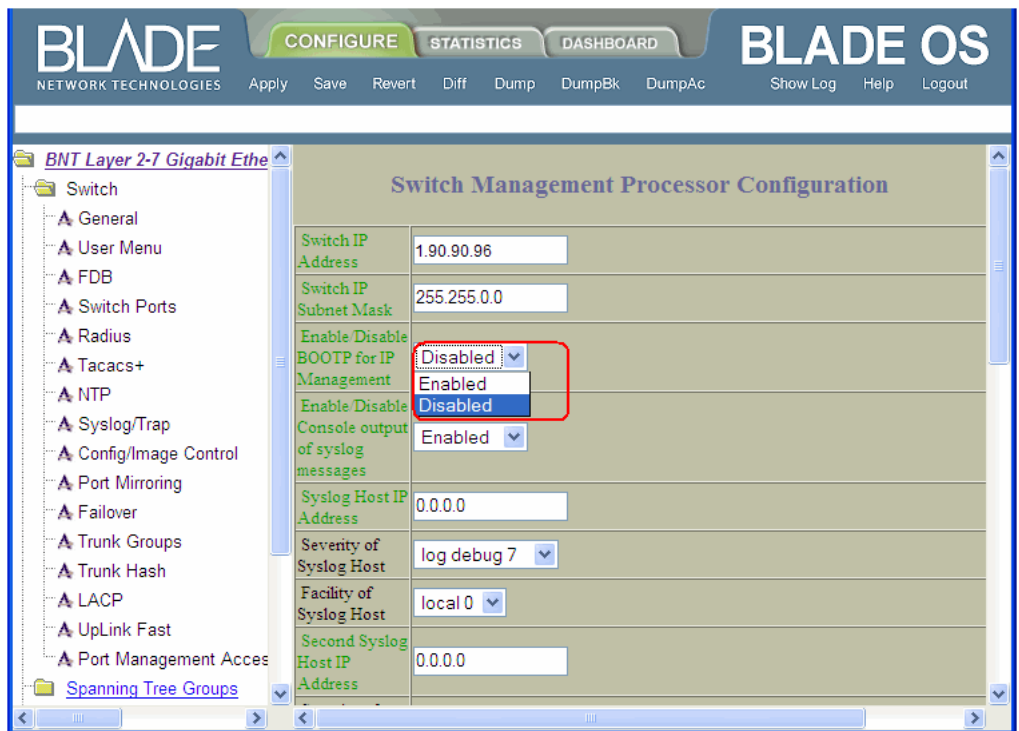 BLADE
NETWORK TECHNOLOGIES
CONFIGURE
STATISTICS
DASHBOARD
BLADE OS
Apply
Save
Revert
Diff
Dump
DumpBk
DumpAc
Show Log
Help
Logout
BNT Layer 2-7 Gigabit Ethe
Switch
General
User Menu
FDB
Switch Ports
Radius
Tacacs+
NTP
Syslog/Trap
Config/Image Control
Port Mirroring
Failover
Trunk Groups
Trunk Hash
LACP
UpLink Fast
Port Management Acces
Spanning Tree Groups
Switch Management Processor Configuration
Switch IP
Address
1.90.90.96
Switch IP
Subnet Mask
255.255.0.0
Enable/Disable
BOOTP for IP
Management
Disabled
Enabled
Disabled
Enable/Disable
Console output
of syslog
messages
Enabled
Syslog Host IP
Address
0.0.0.0
Severity of
Syslog Host
log debug 7
Facility of
Syslog Host
local 0
Second Syslog
Host IP
Address
0.0.0.0